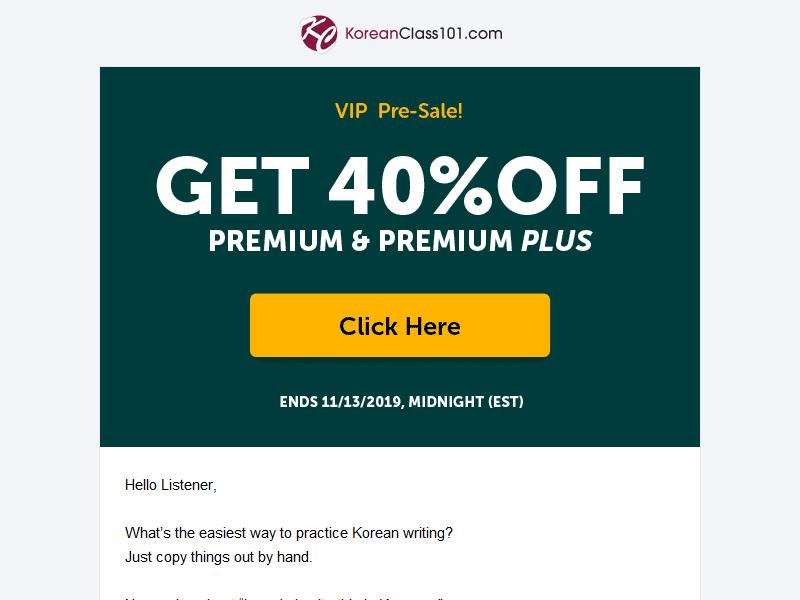 KoreanClass101.com
VIP Pre-Sale!
GET 40%OFF
PREMIUM & PREMIUM PLUS
Click Here
ENDS 11/13/2019, MIDNIGHT (EST)
Hello Listener,
What's the easiest way to practice Korean writing?
Just copy things out by hand.